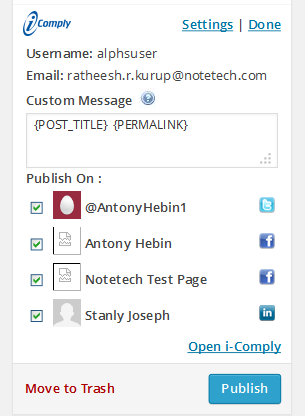 i Comply
Settings | Done
Username: alphsuser
Email: ratheesh.r.kurup@notetech.com
Custom Message ?
{POST_TITLE} {PERMALINK}
Publish On :
@AntonyHebin1
Antony Hebin
Notetech Test Page
Stanly Joseph
Open i-Comply
Move to Trash Publish